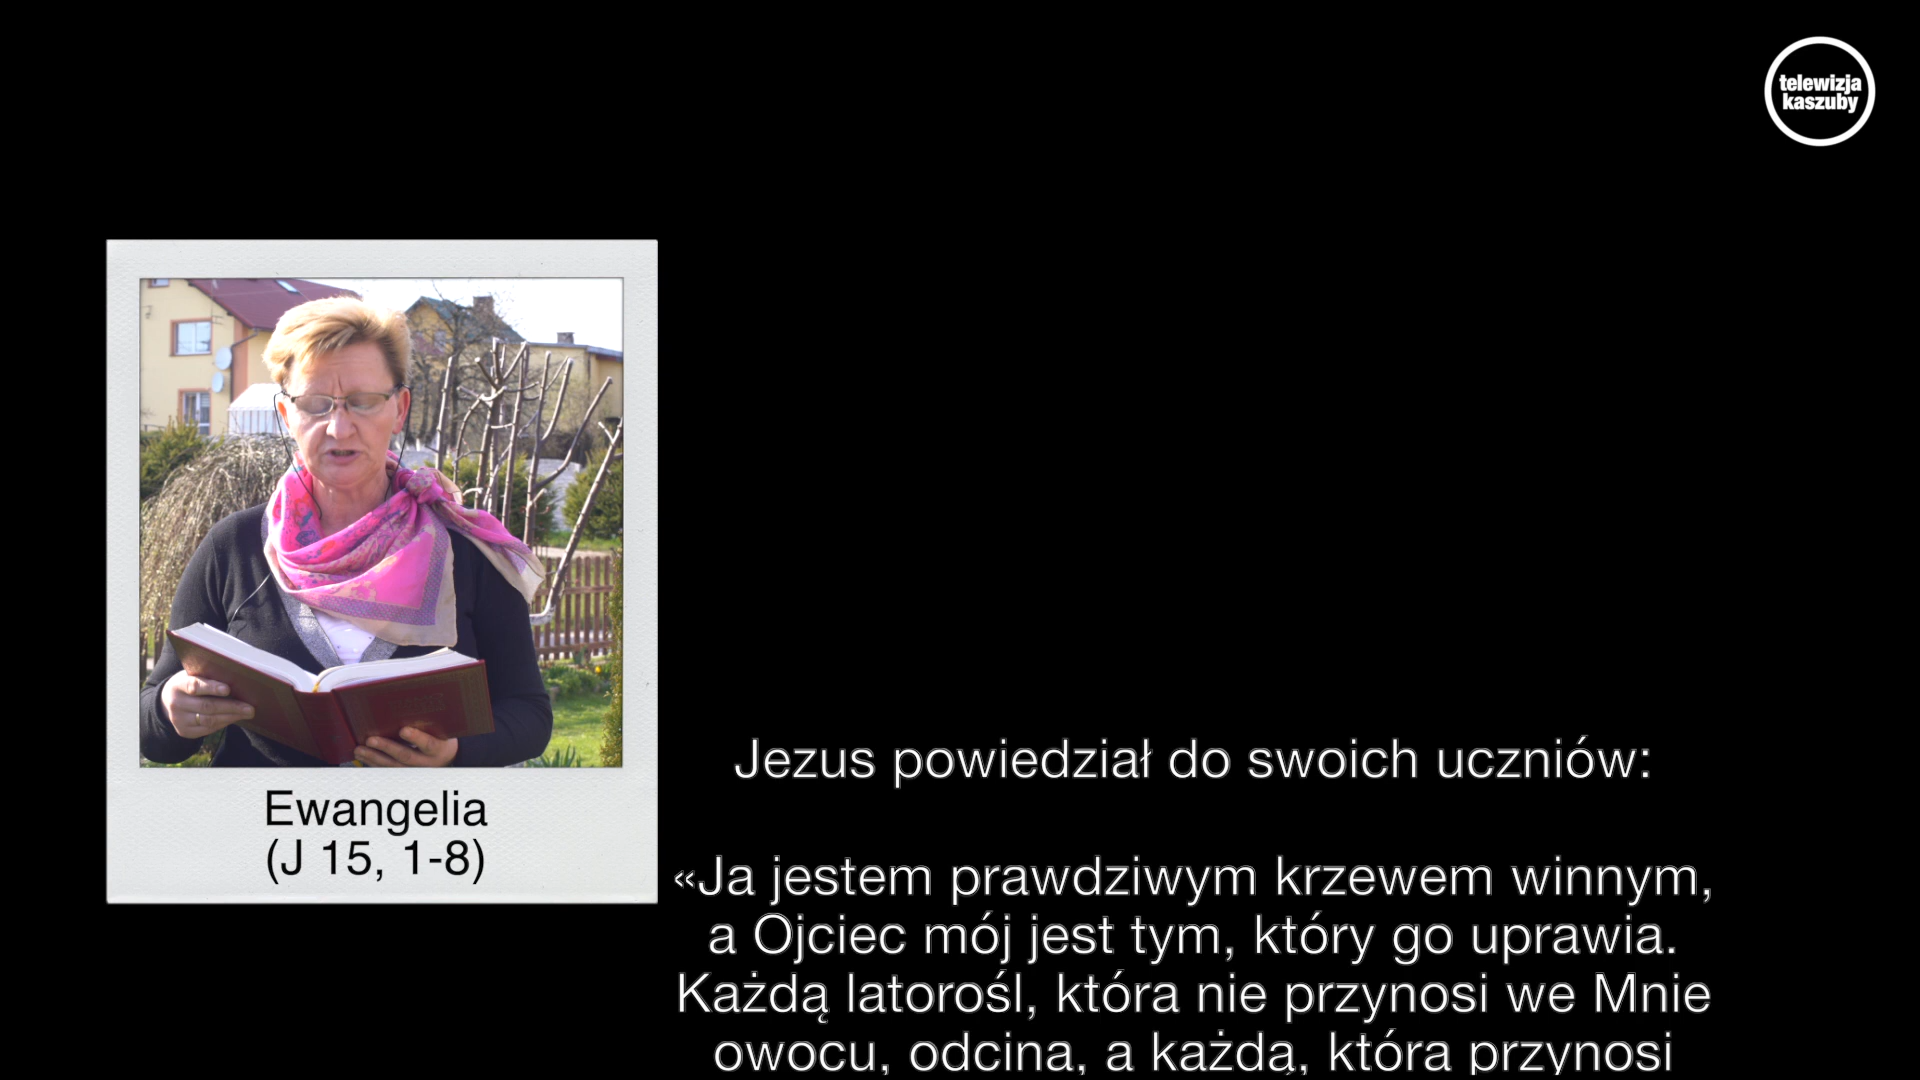 telewizja
kaszuby
Ewangelia
(J 15, 1-8)
Jezus powiedział do swoich uczniów:
«Ja jestem prawdziwym krzewem winnym,
a Ojciec mój jest tym, który go uprawia.
Każdą latorośl, która nie przynosi we Mnie
owocu, odcina, a każdą, która przynosi